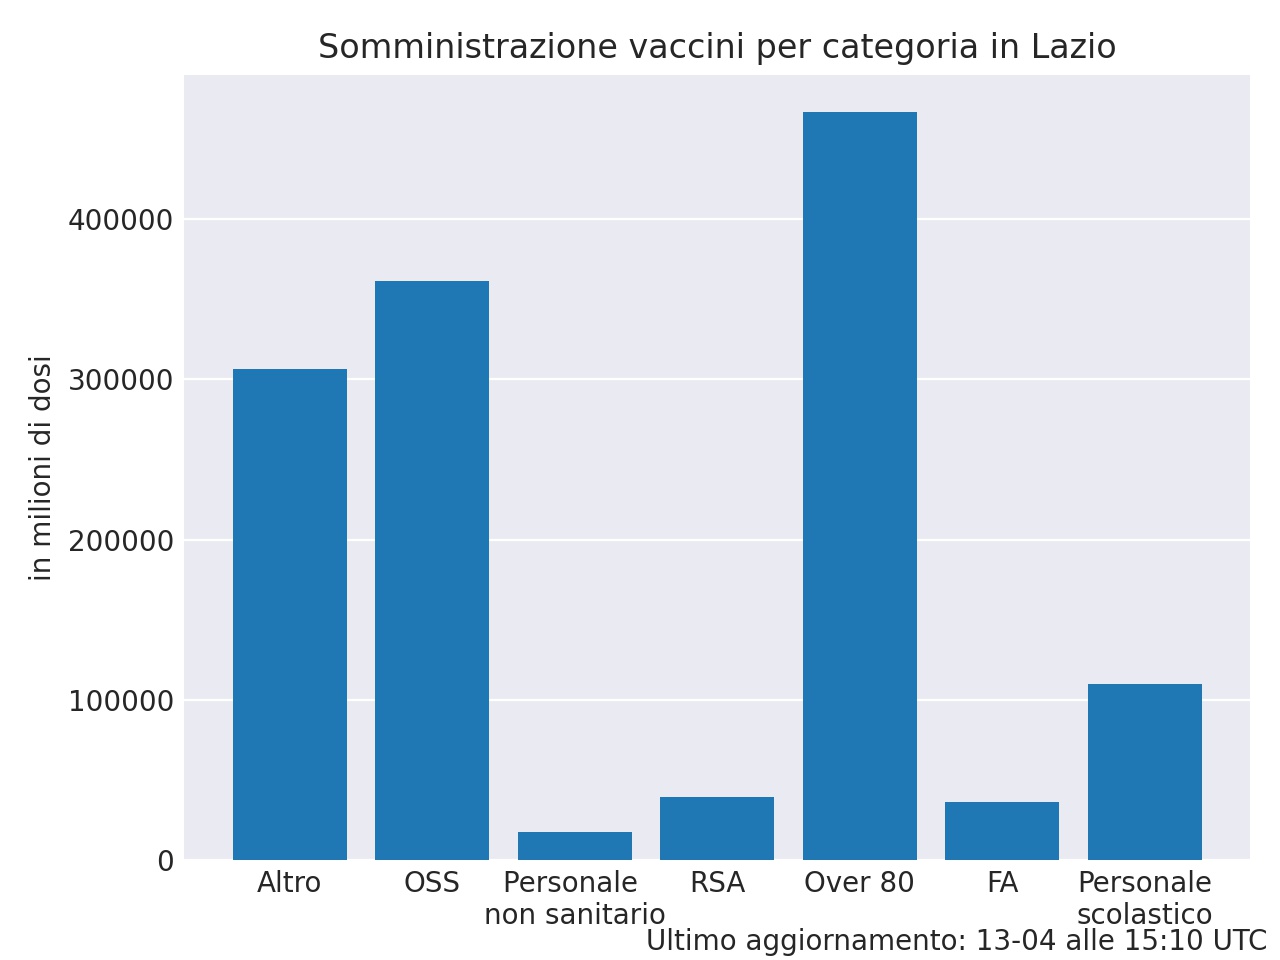 Somministrazione vaccini per categoria in Lazio
in milioni di dosi
400000
300000
200000
100000
0
Altro
OSS
Personale
non sanitario
RSA
Over 80
FA
Personale
scolastico
Ultimo aggiornamento: 13-04 alle 15:10 UTC